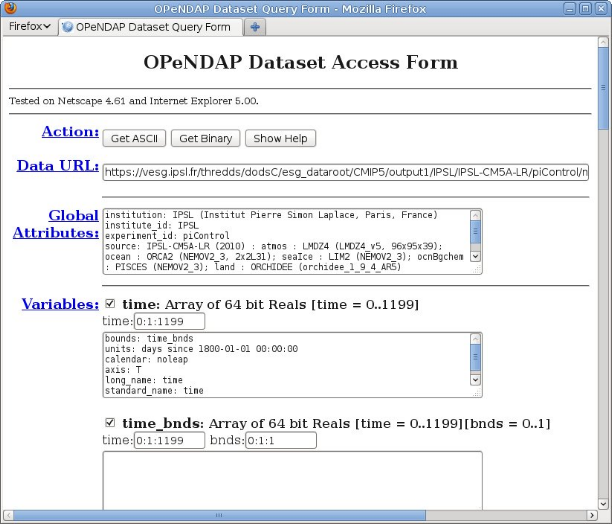 OPeNDAP Dataset Query Form - Mozilla Firefox
Firefox
OPeNDAP Dataset Query Form
OPeNDAP Dataset Access Form
Tested on Netscape 4.61 and Internet Explorer 5.00.
Action: Get ASCII Get Binary Show Help
Data URL: https://vesg.ipsl.fr/thredds/dodsC/esg_dataroot/CMIP5/output1/IPSL/IPSL-CM5A-LR/piControl/n
Global Attributes:
institution: IPSL (Institut Pierre Simon Laplace, Paris, France)
institute_id: IPSL
experiment_id: piControl
source: IPSL-CM5A-LR (2010) : atmos : LMDZ4 (LMDZ4_v5, 96x95x39);
ocean : ORCA2 (NEMOV2_3, 2x2L31); seaIce : LIM2 (NEMOV2_3); ocnBgchem
: PISCES (NEMOV2_3); land : ORCHIDEE (orchidee_1_9_4_AR5)
Variables: time: Array of 64 bit Reals [time = 0..1199]
time: 0:1:1199
bounds: time_bnds
units: days since 1800-01-01 00:00:00
calendar: noleap
axis: T
long_name: time
standard_name: time
time_bnds: Array of 64 bit Reals [time = 0..1199][bnds = 0..1]
time: 0:1:1199 bnds: 0:1:1